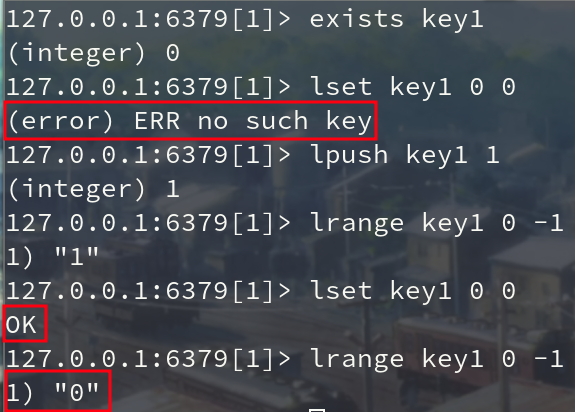 127.0.0.1:6379[1]> exists key1
(integer) 0
127.0.0.1:6379[1]> lset key1 0 0
(error) ERR no such key
127.0.0.1:6379[1]> lpush key1 1
(integer) 1
127.0.0.1:6379[1]> lrange key1 0 -1
1) "1"
127.0.0.1:6379[1]> lset key1 0 0
OK
127.0.0.1:6379[1]> lrange key1 0 -1
1) "0"